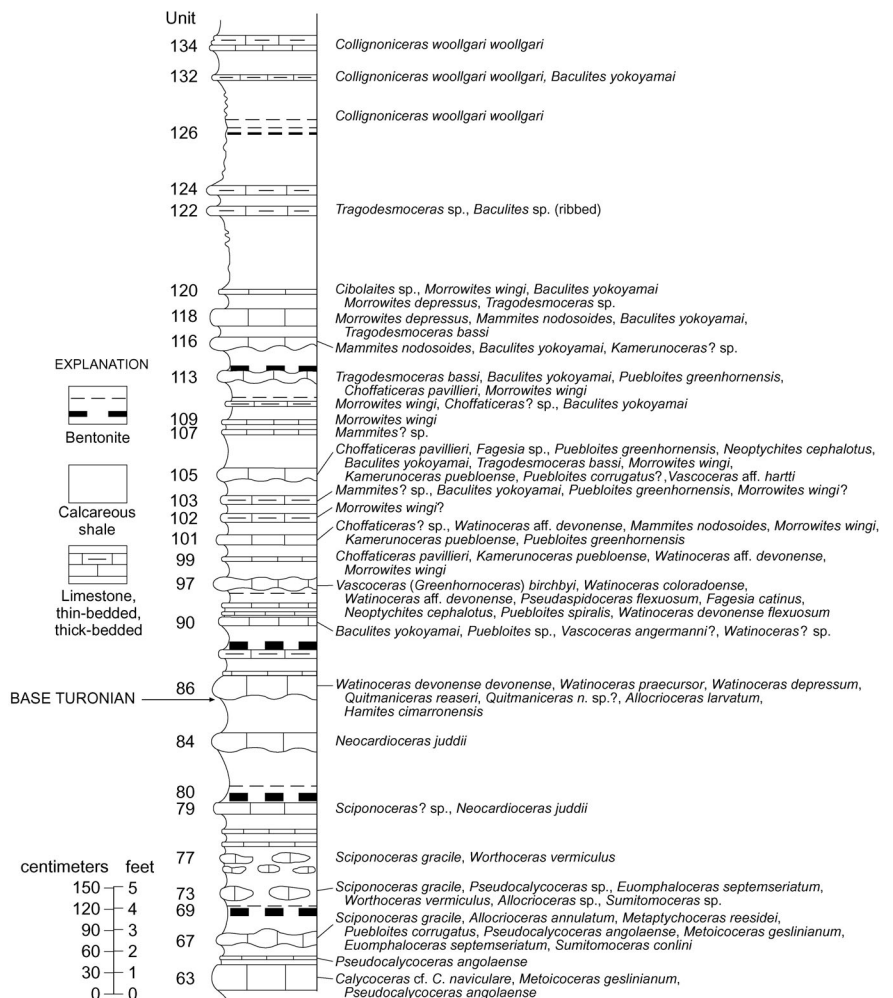 Unit
134
Collignoniceras woollgari woollgari
132
Collignoniceras woollgari woollgari, Baculites yokoyamai
Collignoniceras woollgari woollgari
126
124
122
Tragodesmoceras sp., Baculites sp. (ribbed)
120
Cibolaites sp., Morrowites wingi, Baculites yokoyamai
Morrowites depressus, Tragodesmoceras sp.
118
Morrowites depressus, Mammites nodosoides, Baculites yokoyamai,
Tragodesmoceras bassi
116
Mammites nodosoides, Baculites yokoyamai, Kamerunoceras? sp.
113
Tragodesmoceras bassi, Baculites yokoyamai, Puebloites greenhornensis,
Choffaticeras pavillieri, Morrowites wingi
Morrowites wingi, Choffaticeras? sp., Baculites yokoyamai
109
Morrowites wingi
107
Mammites? sp.
105
Choffaticeras pavillieri, Fagesia sp., Puebloites greenhornensis, Neoptychites cephalotus,
Baculites yokoyamai, Tragodesmoceras bassi, Morrowites wingi,
Kamerunoceras puebloense, Puebloites corrugatus?, Vascoceras aff. hartti
103
Mammites? sp., Baculites yokoyamai, Puebloites greenhornensis, Morrowites wingi?
102
Morrowites wingi?
101
Choffaticeras? sp., Watinoceras aff. devonense, Mammites nodosoides, Morrowites wingi,
Kamerunoceras puebloense, Puebloites greenhornensis
99
Choffaticeras pavillieri, Kamerunoceras puebloense, Watinoceras aff. devonense,
Morrowites wingi
97
Vascoceras (Greenhornoceras) birchbyi, Watinoceras coloradoense,
Watinoceras aff. devonense, Pseudaspidoceras flexuosum, Fagesia catinus,
Neoptychites cephalotus, Puebloites spiralis, Watinoceras devonense flexuosum
90
Baculites yokoyamai, Puebloites sp., Vascoceras angermanni?, Watinoceras? sp.
86
Watinoceras devonense devonense, Watinoceras praecursor, Watinoceras depressum,
Quitmaniceras reaseri, Quitmaniceras n. sp.?, Allocrioceras larvatum,
Hamites cimarronensis
BASE TURONIAN
84
Neocardioceras juddii
80
79
Sciponoceras? sp., Neocardioceras juddii
77
Sciponoceras gracile, Worthoceras vermiculus
73
Sciponoceras gracile, Pseudocalycoceras sp., Euomphaloceras septemseriatum,
Worthoceras vermiculus, Allocrioceras sp., Sumitomoceras sp.
69
67
Sciponoceras gracile, Allocrioceras annulatum, Metaptychoceras reesidei,
Puebloites corrugatus, Pseudocalycoceras angolaense, Metoicoceras geslinianum,
Euomphaloceras septemseriatum, Sumitomoceras conlini
Pseudocalycoceras angolaense
63
Calycoceras cf. C. naviculare, Metoicoceras geslinianum,
Pseudocalycoceras angolaense
EXPLANATION
Bentonite
Calcareous
shale
Limestone,
thin-bedded,
thick-bedded
centimeters feet
150 5
120 4
90 3
60 2
30 1
0 0